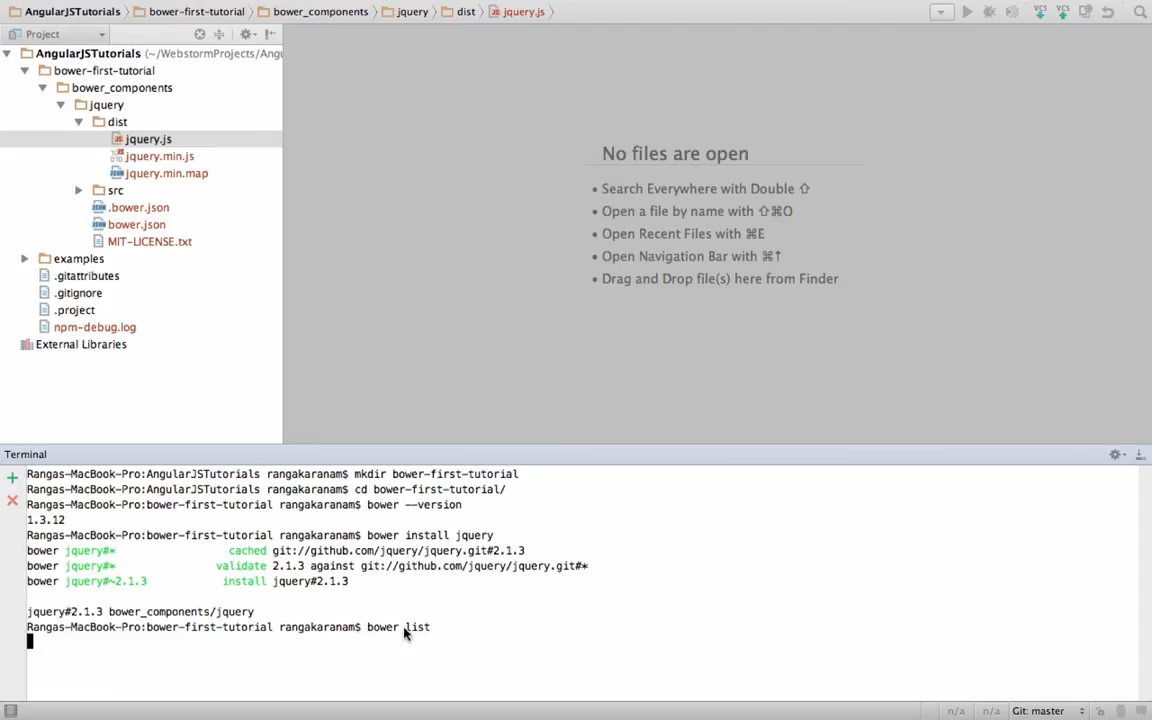 AngularJSTutorials bower-first-tutorial bower_components jquery dist jquery.js
Project
AngularJSTutorials (~/WebstormProjects/Angu
bower-first-tutorial
bower_components
jquery
dist
jquery.js
jquery.min.js
jquery.min.map
src
.bower.json
bower.json
MIT-LICENSE.txt
examples
.gitattributes
.gitignore
.project
npm-debug.log
External Libraries
No files are open
• Search Everywhere with Double ⇧
• Open a file by name with ⇧⌘O
• Open Recent Files with ⌘E
• Open Navigation Bar with ⌘↑
• Drag and Drop file(s) here from Finder
Terminal
Rangas-MacBook-Pro:AngularJSTutorials rangakaranam$ mkdir bower-first-tutorial
Rangas-MacBook-Pro:AngularJSTutorials rangakaranam$ cd bower-first-tutorial/
Rangas-MacBook-Pro:bower-first-tutorial rangakaranam$ bower --version
1.3.12
Rangas-MacBook-Pro:bower-first-tutorial rangakaranam$ bower install jquery
bower jquery#* cached git://github.com/jquery/jquery.git#2.1.3
bower jquery#* validate 2.1.3 against git://github.com/jquery/jquery.git#*
bower jquery#~2.1.3 install jquery#2.1.3
jquery#2.1.3 bower_components/jquery
Rangas-MacBook-Pro:bower-first-tutorial rangakaranam$ bower list
n/a n/a Git: master